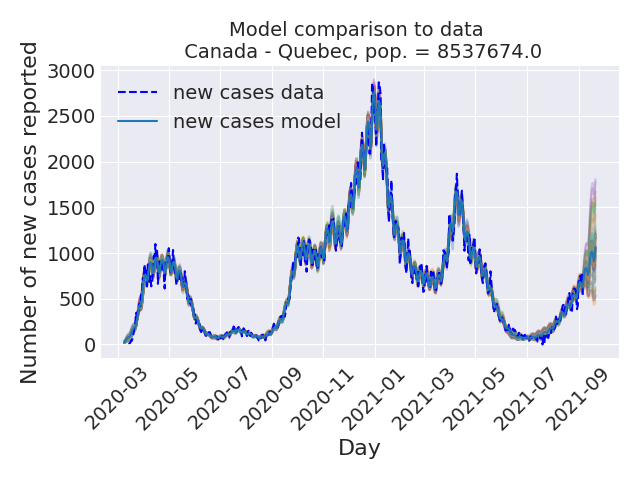 Model comparison to data
Canada - Quebec, pop. = 8537674.0
Number of new cases reported
3000
2500
2000
1500
1000
500
0
new cases data
new cases model
2020-03
2020-05
2020-07
2020-09
2020-11
2021-01
2021-03
2021-05
2021-07
2021-09
Day